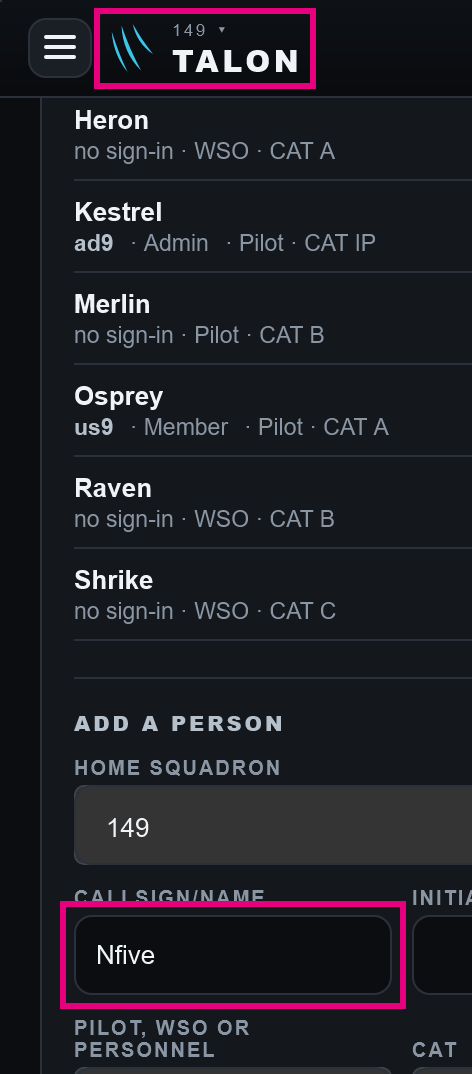 149 ▾
TALON
Heron
no sign-in · WSO · CAT A
Kestrel
ad9 · Admin · Pilot · CAT IP
Merlin
no sign-in · Pilot · CAT B
Osprey
us9 · Member · Pilot · CAT A
Raven
no sign-in · WSO · CAT B
Shrike
no sign-in · WSO · CAT C
ADD A PERSON
HOME SQUADRON
149
CALLSIGN/NAME
Nfive
PILOT, WSO OR
PERSONNEL
CAT